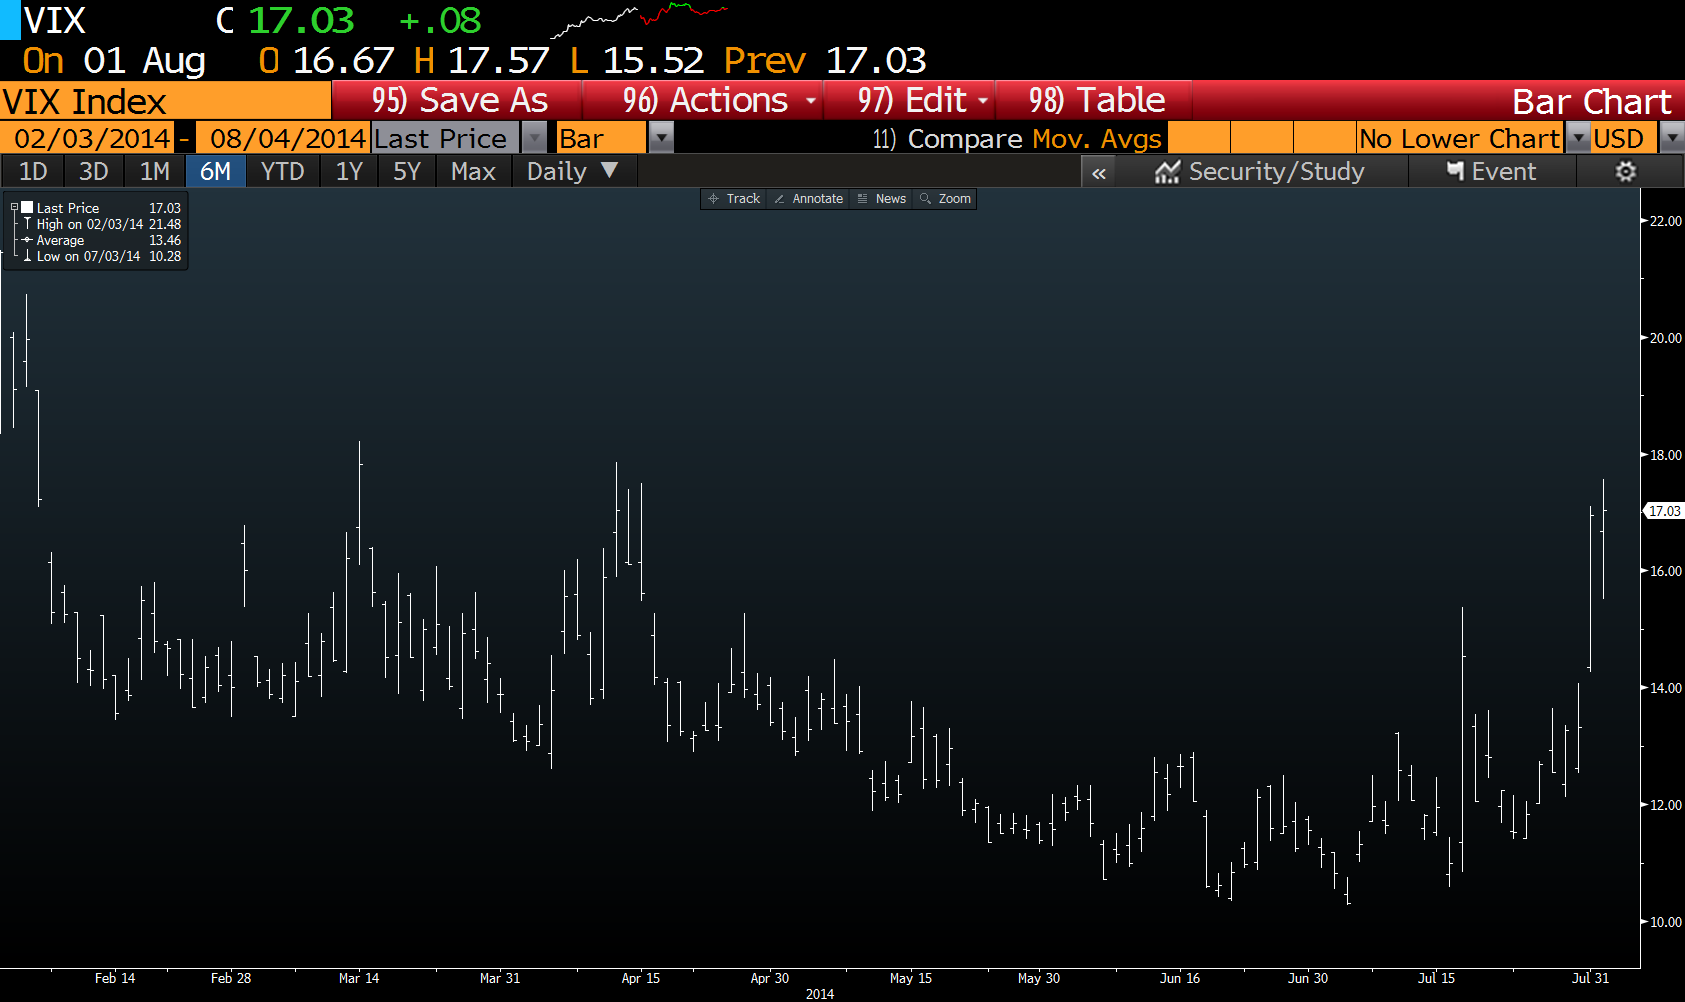 VIX C 17.03 +.08
On 01 Aug O 16.67 H 17.57 L 15.52 Prev 17.03
VIX Index 95) Save As 96) Actions 97) Edit 98) Table Bar Chart
02/03/2014 - 08/04/2014 Last Price Bar 11) Compare Mov. Avgs No Lower Chart USD
1D 3D 1M 6M YTD 1Y 5Y Max Daily ▼ « Security/Study Event
Track Annotate News Zoom
Last Price 17.03
High on 02/03/14 21.48
Average 13.46
Low on 07/03/14 10.28
22.00
20.00
18.00
17.03
16.00
14.00
12.00
10.00
Feb 14 Feb 28 Mar 14 Mar 31 Apr 15 Apr 30 May 15 May 30 Jun 16 Jun 30 Jul 15 Jul 31
2014